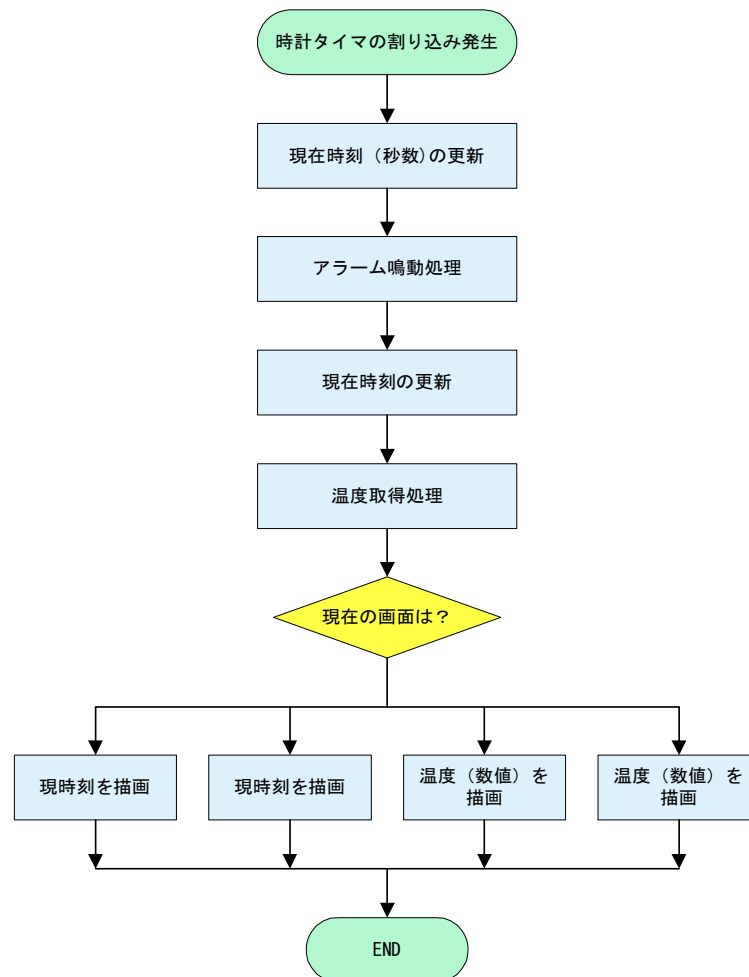 時計タイマの割り込み発生
現在時刻（秒数)の更新
アラーム鳴動処理
現在時刻の更新
温度取得処理
現在の画面は？
現時刻を描画
現時刻を描画
温度（数値）を
描画
温度（数値）を
描画
END